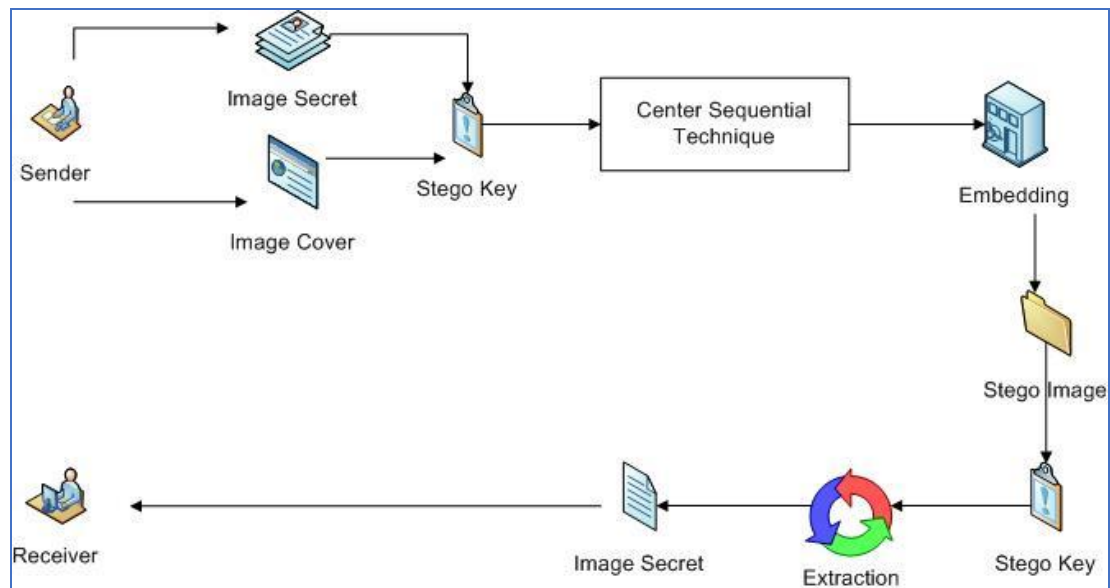 Image Secret
Sender
Image Cover
Stego Key
Center Sequential
Technique
Embedding
Stego Image
Stego Key
Extraction
Image Secret
Receiver